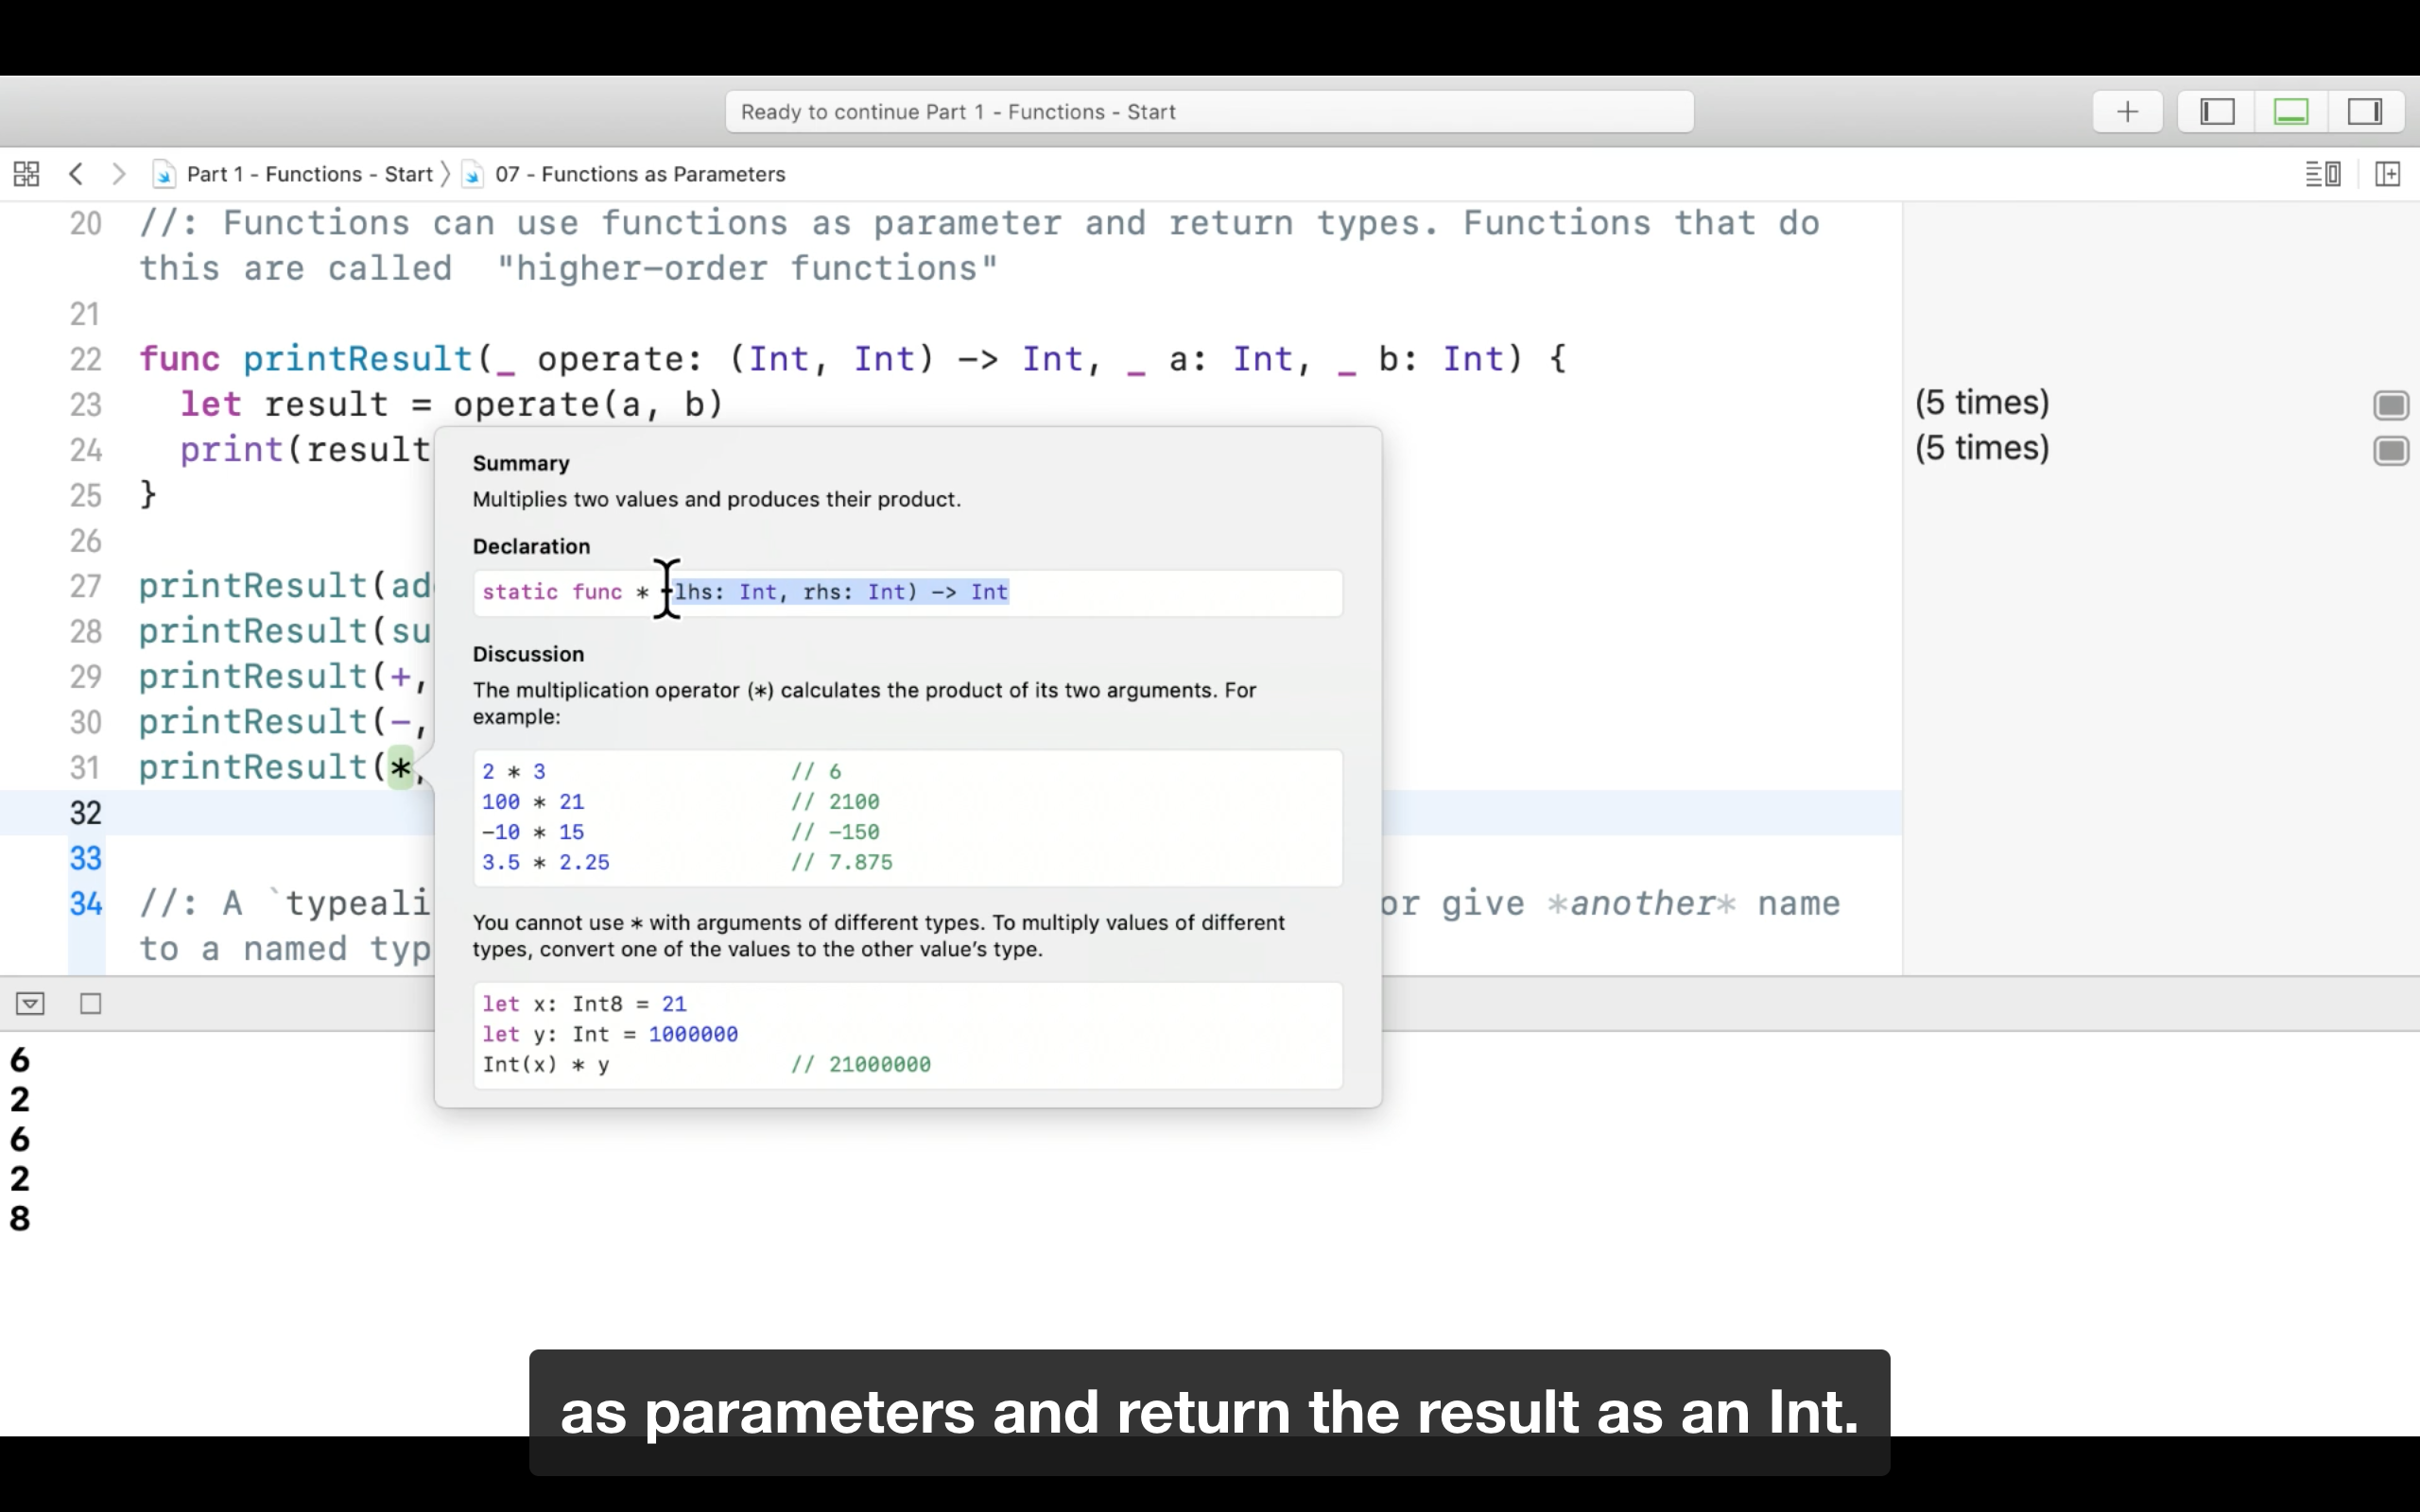 Ready to continue Part 1 - Functions - Start
Part 1 - Functions - Start 〉 07 - Functions as Parameters
20 //: Functions can use functions as parameter and return types. Functions that do
this are called  "higher-order functions"
21
22 func printResult(_ operate: (Int, Int) -> Int, _ a: Int, _ b: Int) {
23 let result = operate(a, b)
(5 times)
24 print(result
(5 times)
25 }
26
27 printResult(ad
28 printResult(su
29 printResult(+,
30 printResult(-,
31 printResult(*,
32
33
34 //: A `typeali
or give *another* name
to a named typ
Summary
Multiplies two values and produces their product.
Declaration
static func * (lhs: Int, rhs: Int) -> Int
Discussion
The multiplication operator (*) calculates the product of its two arguments. For
example:
2 * 3 // 6
100 * 21 // 2100
-10 * 15 // -150
3.5 * 2.25 // 7.875
You cannot use * with arguments of different types. To multiply values of different
types, convert one of the values to the other value's type.
let x: Int8 = 21
let y: Int = 1000000
Int(x) * y // 21000000
6
2
6
2
8
as parameters and return the result as an Int.